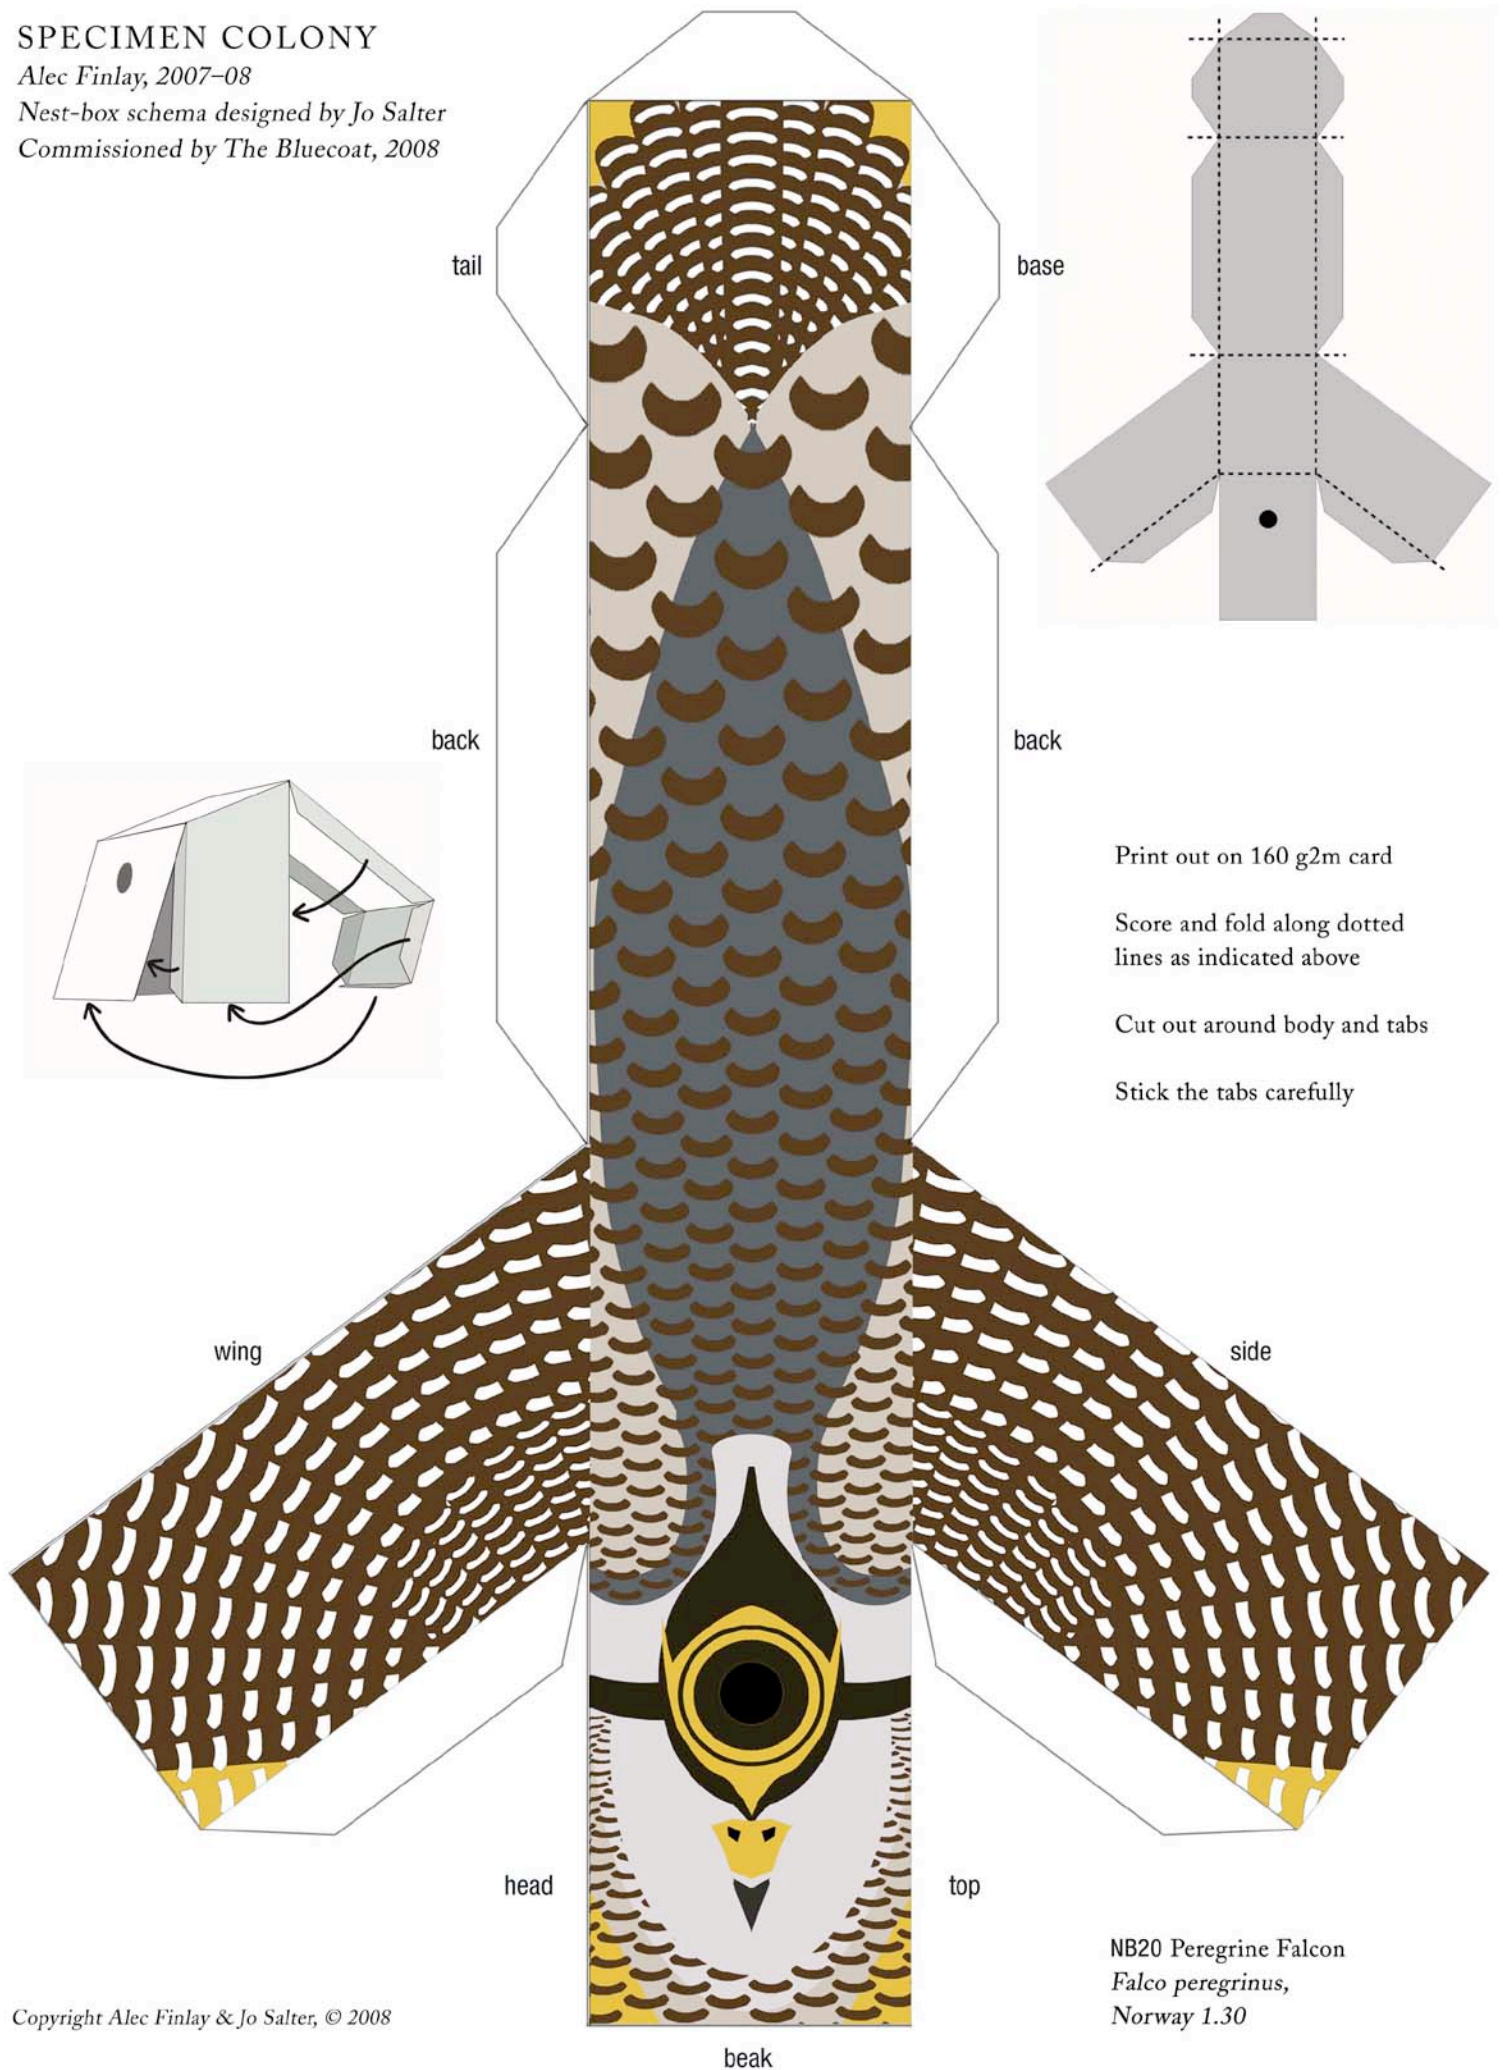 SPECIMEN COLONY
Alec Finlay, 2007–08
Nest-box schema designed by Jo Salter
Commissioned by The Bluecoat, 2008
tail
base
back
back
Print out on 160 g2m card
Score and fold along dotted
lines as indicated above
Cut out around body and tabs
Stick the tabs carefully
wing
side
head
top
NB20 Peregrine Falcon
Falco peregrinus,
Norway 1.30
Copyright Alec Finlay & Jo Salter, © 2008
beak